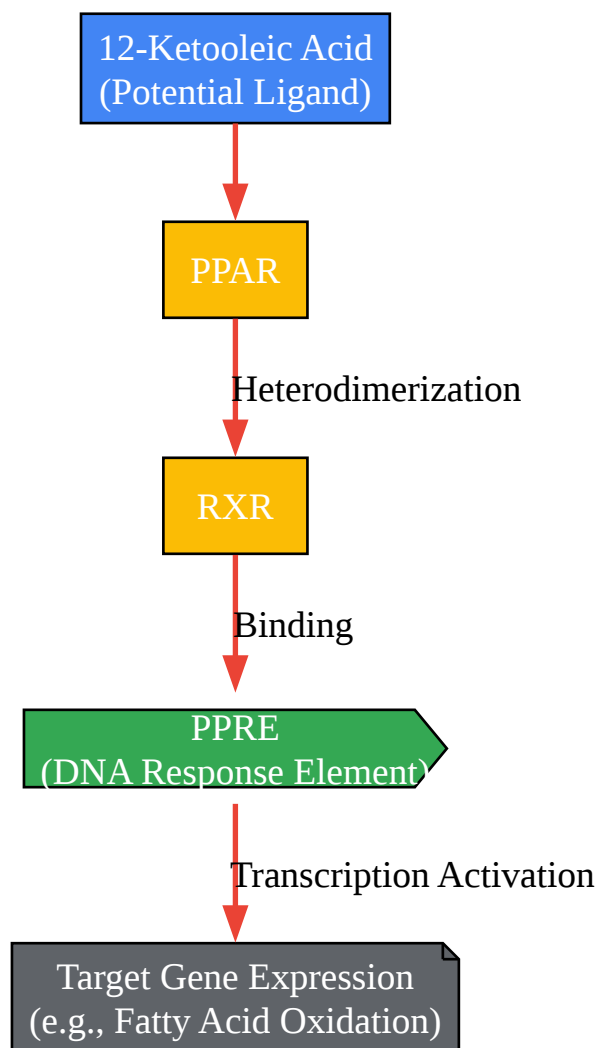 12-Ketooleic Acid
(Potential Ligand)
PPAR
Heterodimerization
RXR
Binding
PPRE
(DNA Response Element)
Transcription Activation
Target Gene Expression
(e.g., Fatty Acid Oxidation)